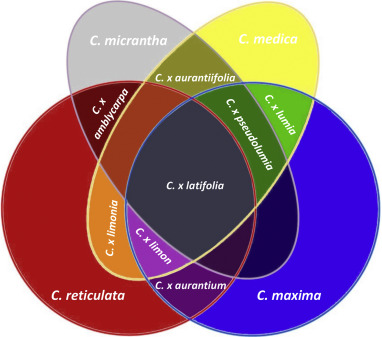 C. micrantha
C. medica
C. x aurantiifolia
C. x
amblycarpa
C. x lumia
C. x pseudolumia
C. x latifolia
C. x limonia
C. x limon
C. x aurantium
C. reticulata
C. maxima